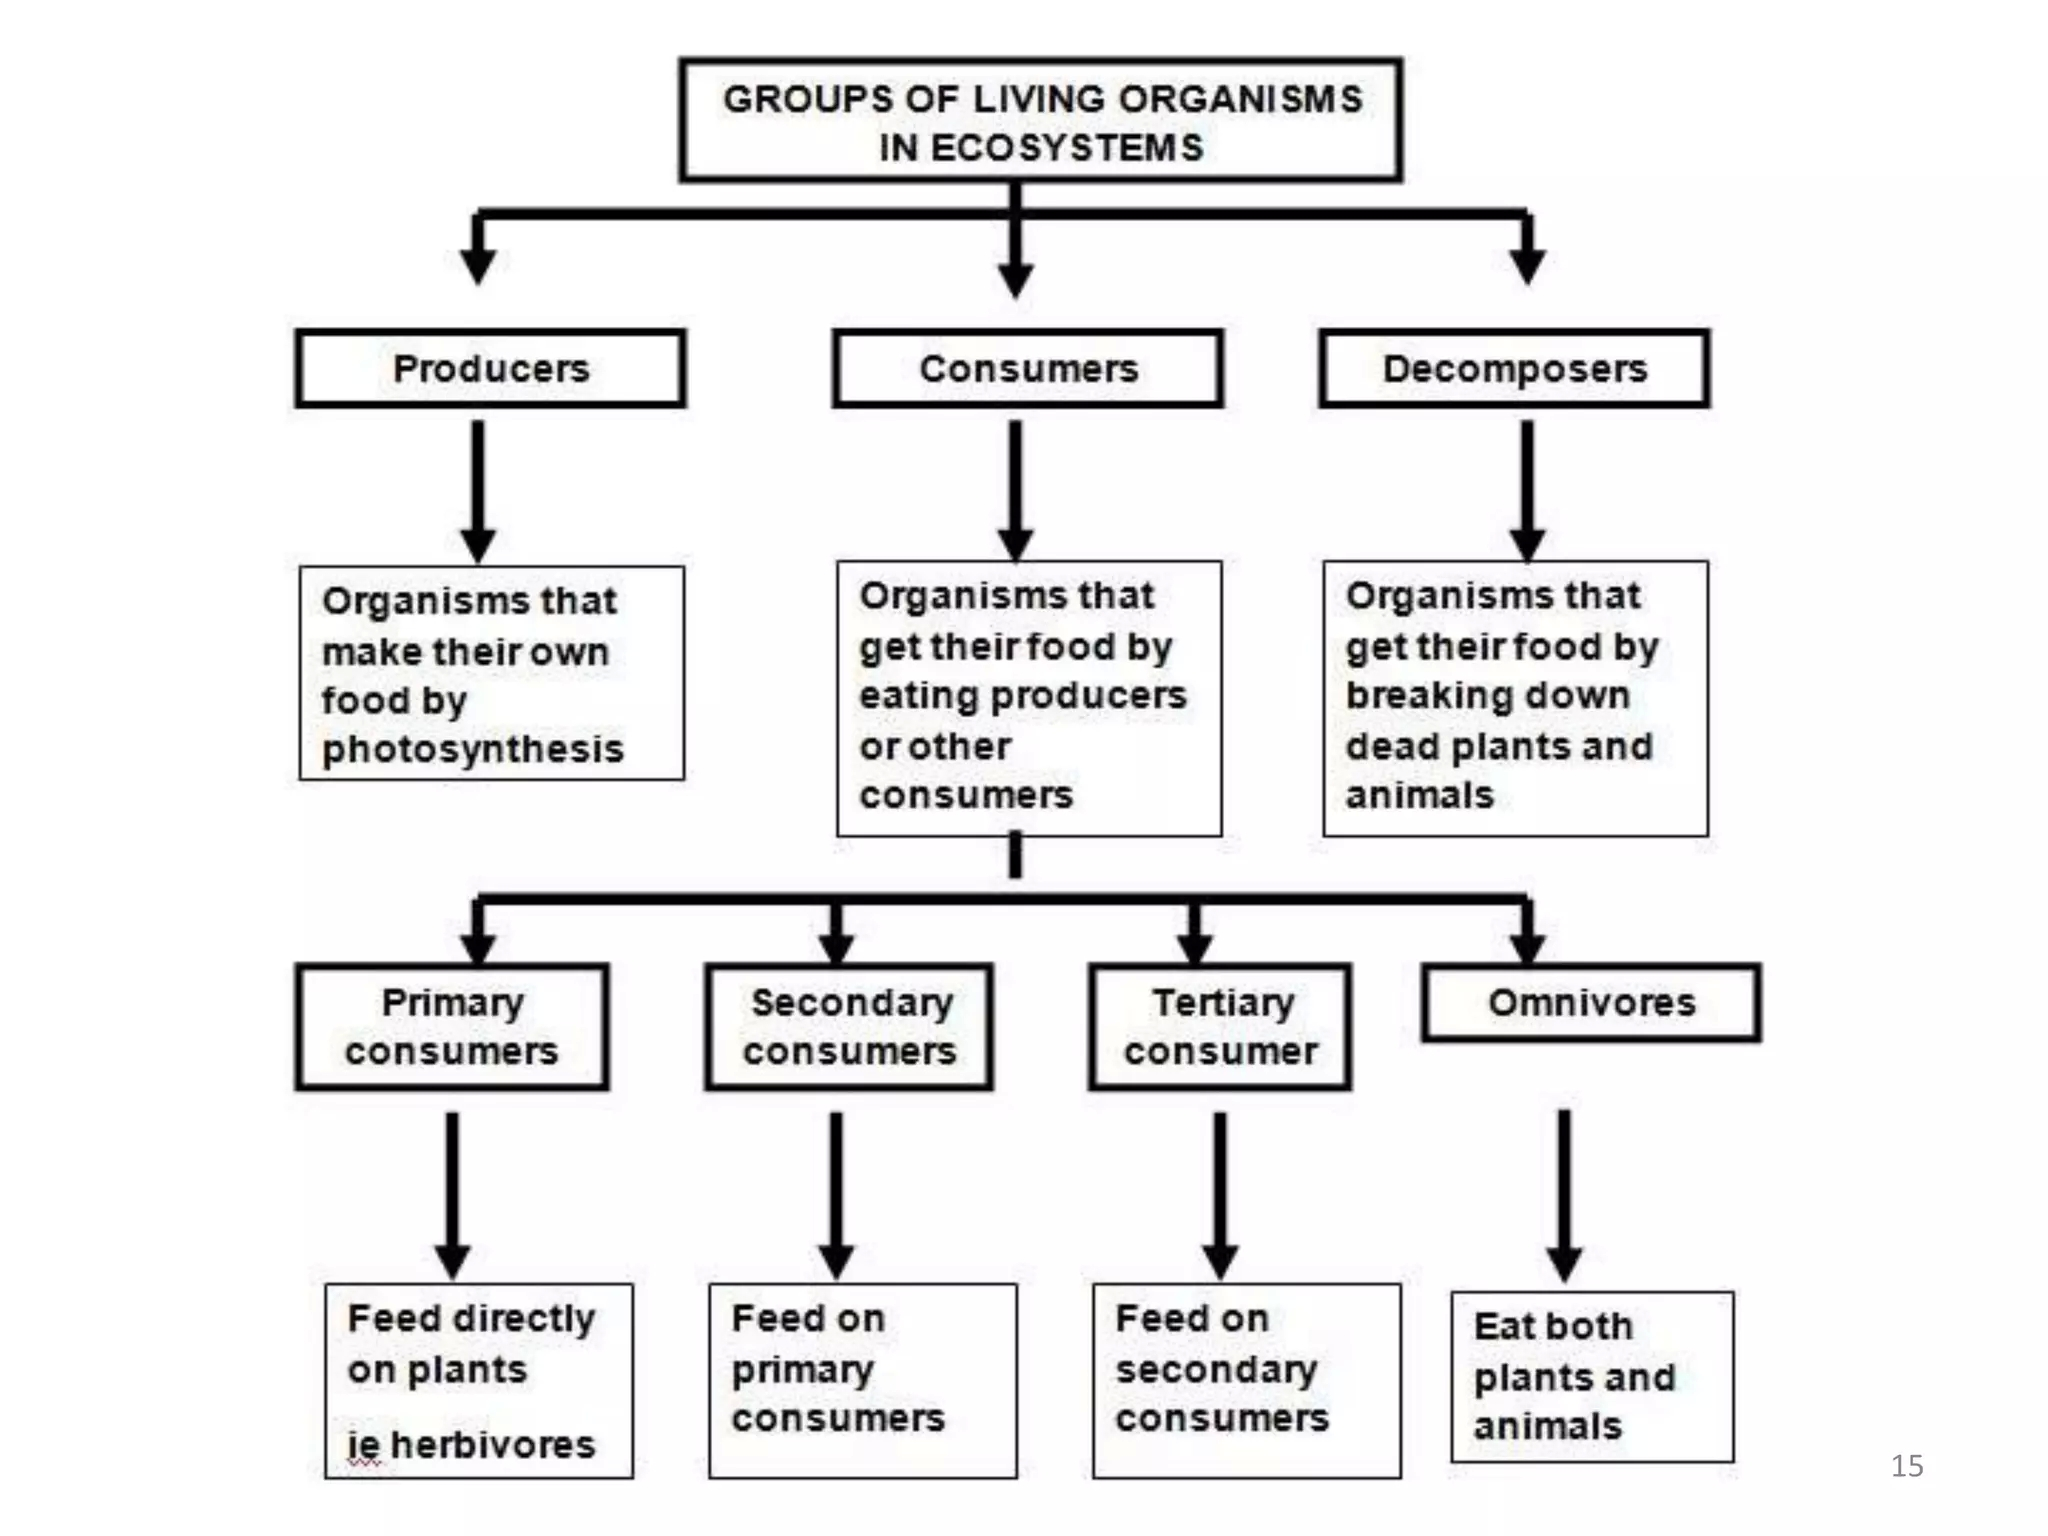 GROUPS OF LIVING ORGANISMS
IN ECOSYSTEMS
Producers
Consumers
Decomposers
Organisms that
make their own
food by
photosynthesis
Organisms that
get their food by
eating producers
or other
consumers
Organisms that
get their food by
breaking down
dead plants and
animals
Primary
consumers
Secondary
consumers
Tertiary
consumer
Omnivores
Feed directly
on plants
ie herbivores
Feed on
primary
consumers
Feed on
secondary
consumers
Eat both
plants and
animals
15